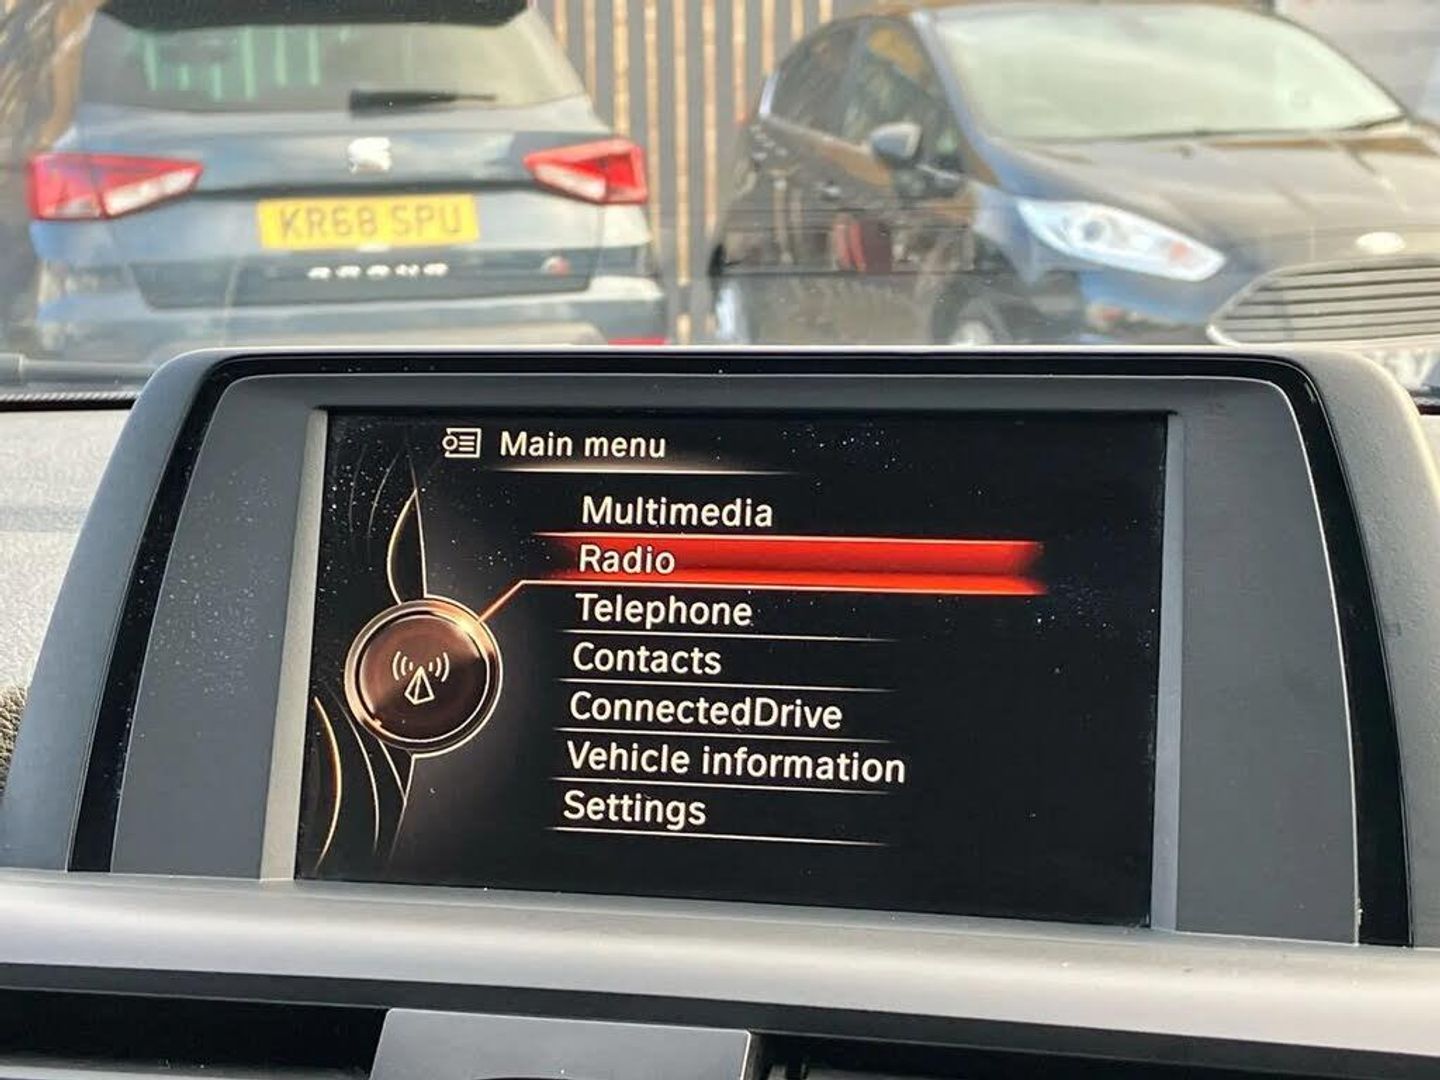 KR68 SPU
Main menu
Multimedia
Radio
Telephone
Contacts
ConnectedDrive
Vehicle information
Settings